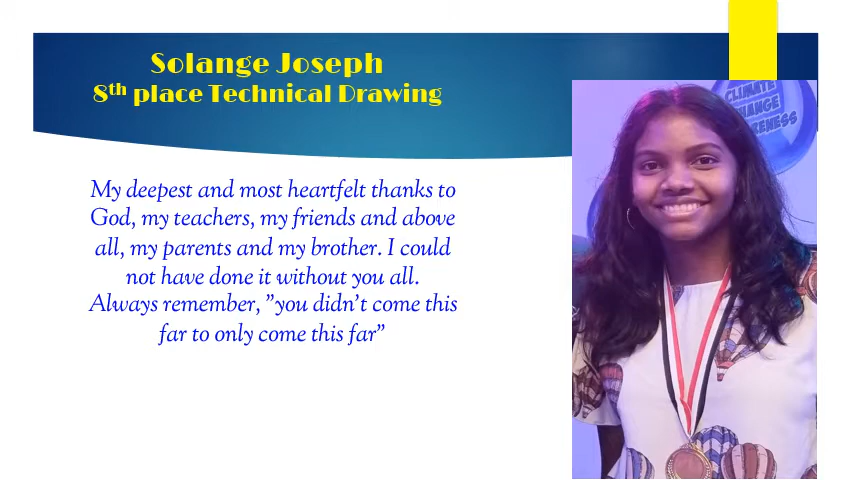 Solange Joseph
8th place Technical Drawing
CLIMATE
CHANGE
My deepest and most heartfelt thanks to
God, my teachers, my friends and above
all, my parents and my brother. I could
not have done it without you all.
Always remember, "you didn't come this
far to only come this far"